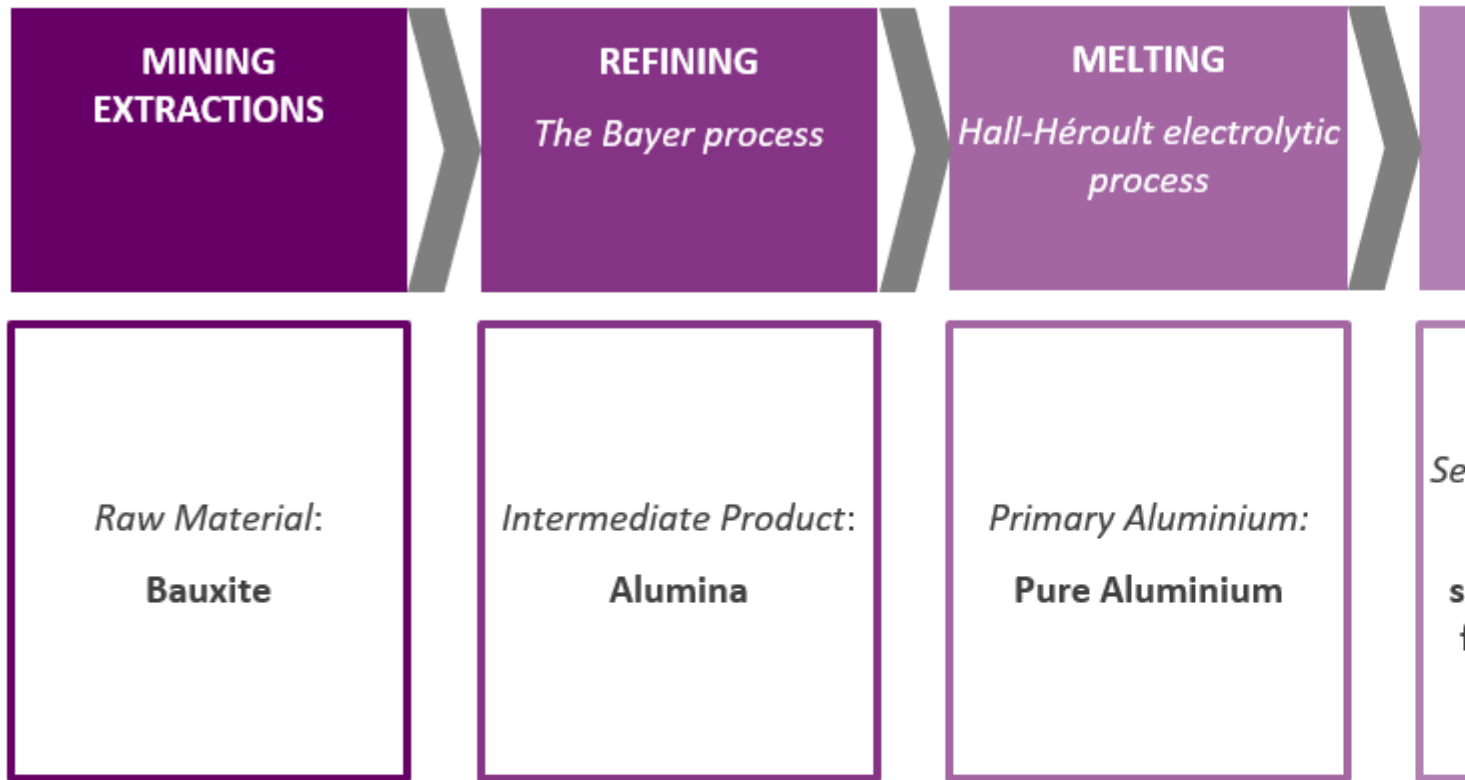 MINING
EXTRACTIONS
REFINING
The Bayer process
MELTING
Hall-Héroult electrolytic
process
Raw Material:
Bauxite
Intermediate Product:
Alumina
Primary Aluminium:
Pure Aluminium